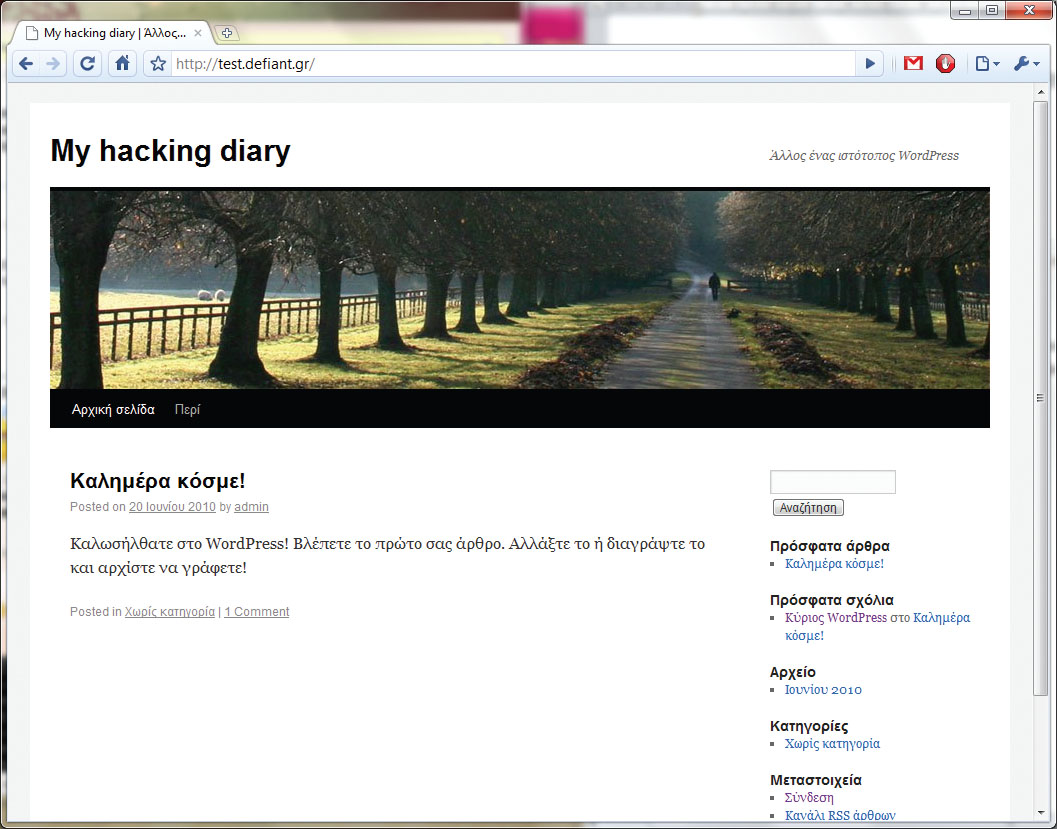 My hacking diary | Άλλος...
http://test.defiant.gr/
My hacking diary
Άλλος ένας ιστότοπος WordPress
Αρχική σελίδα Περί
Καλημέρα κόσμε!
Posted on 20 Ιουνίου 2010 by admin
Καλωσήλθατε στο WordPress! Βλέπετε το πρώτο σας άρθρο. Αλλάξτε το ή διαγράψτε το
και αρχίστε να γράφετε!
Posted in Χωρίς κατηγορία | 1 Comment
Αναζήτηση
Πρόσφατα άρθρα
Καλημέρα κόσμε!
Πρόσφατα σχόλια
Κύριος WordPress στο Καλημέρα
κόσμε!
Αρχείο
Ιουνίου 2010
Κατηγορίες
Χωρίς κατηγορία
Μεταστοιχεία
Σύνδεση
Κανάλι RSS άρθρων